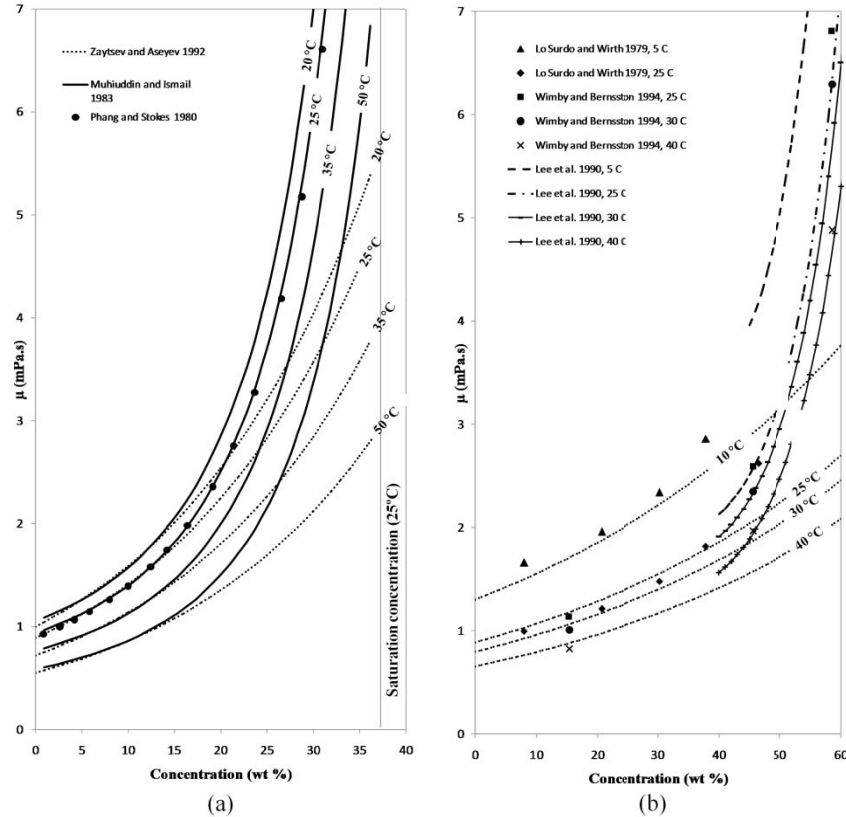 7
6
5
4
3
2
1
0
μ (mPa.s)
Zaytsev and Aseyev 1992
Muhiuddin and Ismail
1983
Phang and Stokes 1980
20 °C
25 °C
35 °C
50 °C
20 °C
25 °C
35 °C
50 °C
Saturation concentration (25°C)
0 5 10 15 20 25 30 35 40
Concentration (wt %)
(a)
7
6
5
4
3
2
1
0
μ (mPa.s)
Lo Surdo and Wirth 1979, 5 C
Lo Surdo and Wirth 1979, 25 C
Wimby and Bernsston 1994, 25 C
Wimby and Bernsston 1994, 30 C
Wimby and Bernsston 1994, 40 C
Lee et al. 1990, 5 C
Lee et al. 1990, 25 C
Lee et al. 1990, 30 C
Lee et al. 1990, 40 C
10 °C
25 °C
30 °C
40 °C
0 10 20 30 40 50 60
Concentration (wt %)
(b)